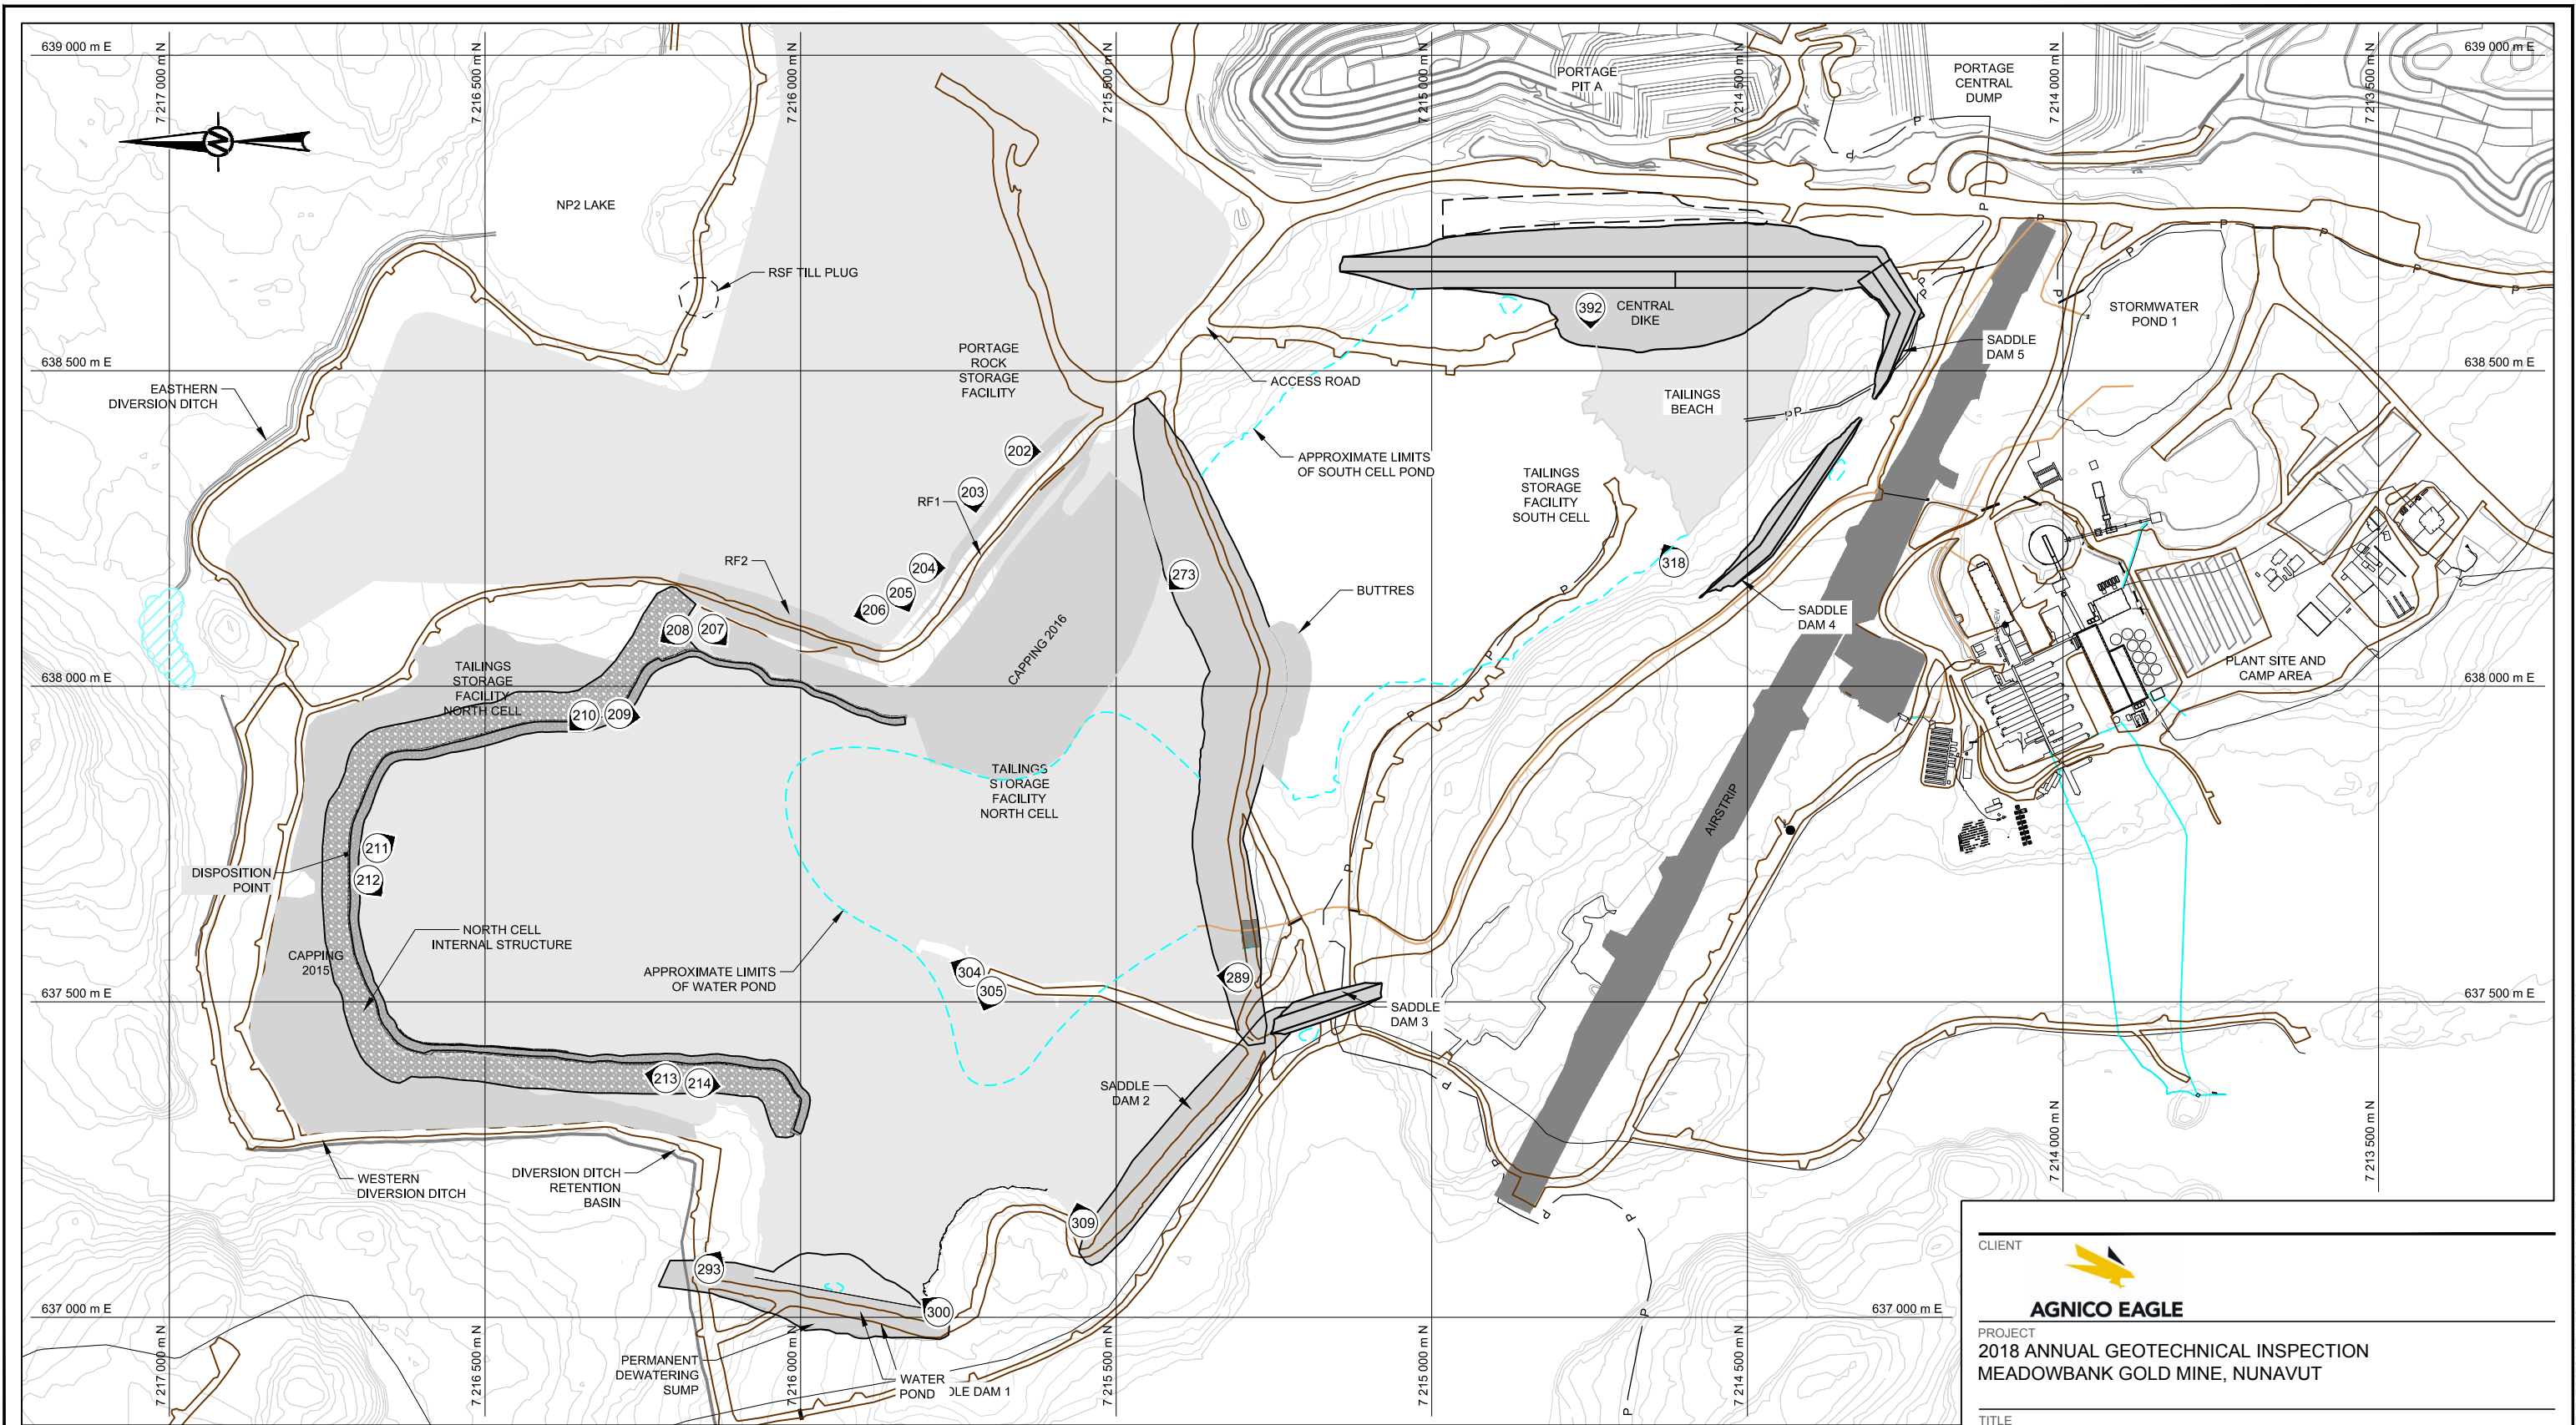 639 000 m E
7 217 000 m N
7 216 500 m N
7 216 000 m N
7 215 500 m N
7 215 000 m N
7 214 500 m N
7 214 000 m N
7 213 500 m N
639 000 m E
PORTAGE
PIT A
PORTAGE
CENTRAL
DUMP
N
NP2 LAKE
RSF TILL PLUG
392
CENTRAL
DIKE
STORMWATER
POND 1
SADDLE
DAM 5
PORTAGE
ROCK
STORAGE
FACILITY
638 500 m E
638 500 m E
EASTHERN
DIVERSION DITCH
ACCESS ROAD
TAILINGS
BEACH
APPROXIMATE LIMITS
OF SOUTH CELL POND
202
203
RF1
TAILINGS
STORAGE
FACILITY
SOUTH CELL
RF2
204
205
206
273
318
BUTTRES
SADDLE
DAM 4
208
207
CAPPING 2016
TAILINGS
STORAGE
FACILITY
NORTH CELL
PLANT SITE AND
CAMP AREA
638 000 m E
638 000 m E
210
209
TAILINGS
STORAGE
FACILITY
NORTH CELL
AIRSTRIP
211
212
DISPOSITION
POINT
NORTH CELL
INTERNAL STRUCTURE
CAPPING
2015
APPROXIMATE LIMITS
OF WATER POND
304
305
289
637 500 m E
637 500 m E
SADDLE
DAM 3
213
214
SADDLE
DAM 2
WESTERN
DIVERSION DITCH
DIVERSION DITCH
RETENTION
BASIN
309
293
300
637 000 m E
637 000 m E
PERMANENT
DEWATERING
SUMP
WATER
POND
DLE DAM 1
7 217 000 m N
7 216 500 m N
7 216 000 m N
7 215 500 m N
7 215 000 m N
7 214 500 m N
7 214 000 m N
7 213 500 m N
P P P P P P P P P P P P P P P P P P P P P P P P P P
CLIENT
AGNICO EAGLE
PROJECT
2018 ANNUAL GEOTECHNICAL INSPECTION
MEADOWBANK GOLD MINE, NUNAVUT
TITLE